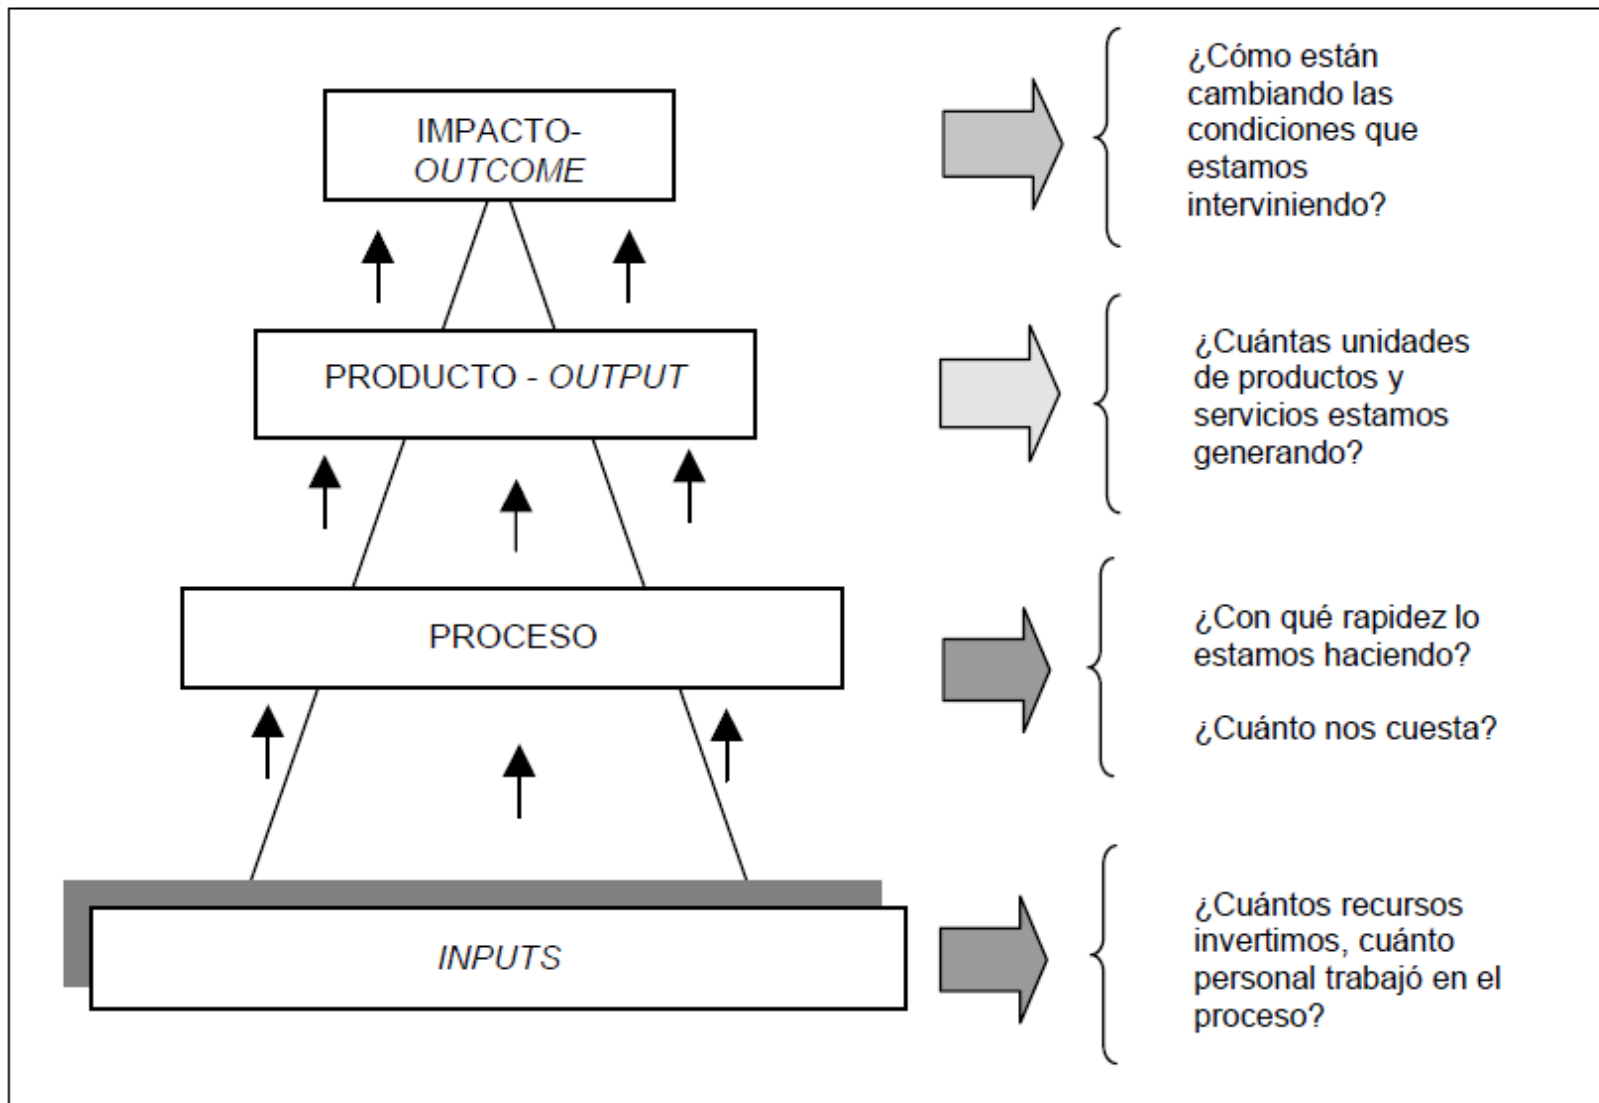 IMPACTO-
OUTCOME
¿Cómo están
cambiando las
condiciones que
estamos
interviniendo?
PRODUCTO - OUTPUT
¿Cuántas unidades
de productos y
servicios estamos
generando?
PROCESO
¿Con qué rapidez lo
estamos haciendo?
¿Cuánto nos cuesta?
INPUTS
¿Cuántos recursos
invertimos, cuánto
personal trabajó en el
proceso?